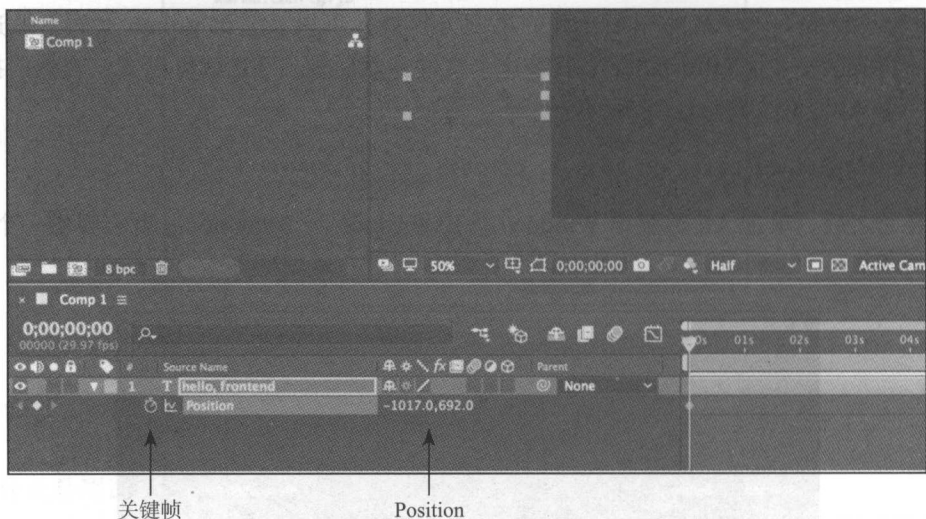 Name
Comp 1
8 bpc
50%
0;00;00;00
Half
Active Cam
Comp 1
0;00;00;00
00000 (29.97 fps)
01s 02s 03s 04s
# Source Name
fx
Parent
1 T hello, frontend
None
Position
-1017.0,692.0
关键帧
Position